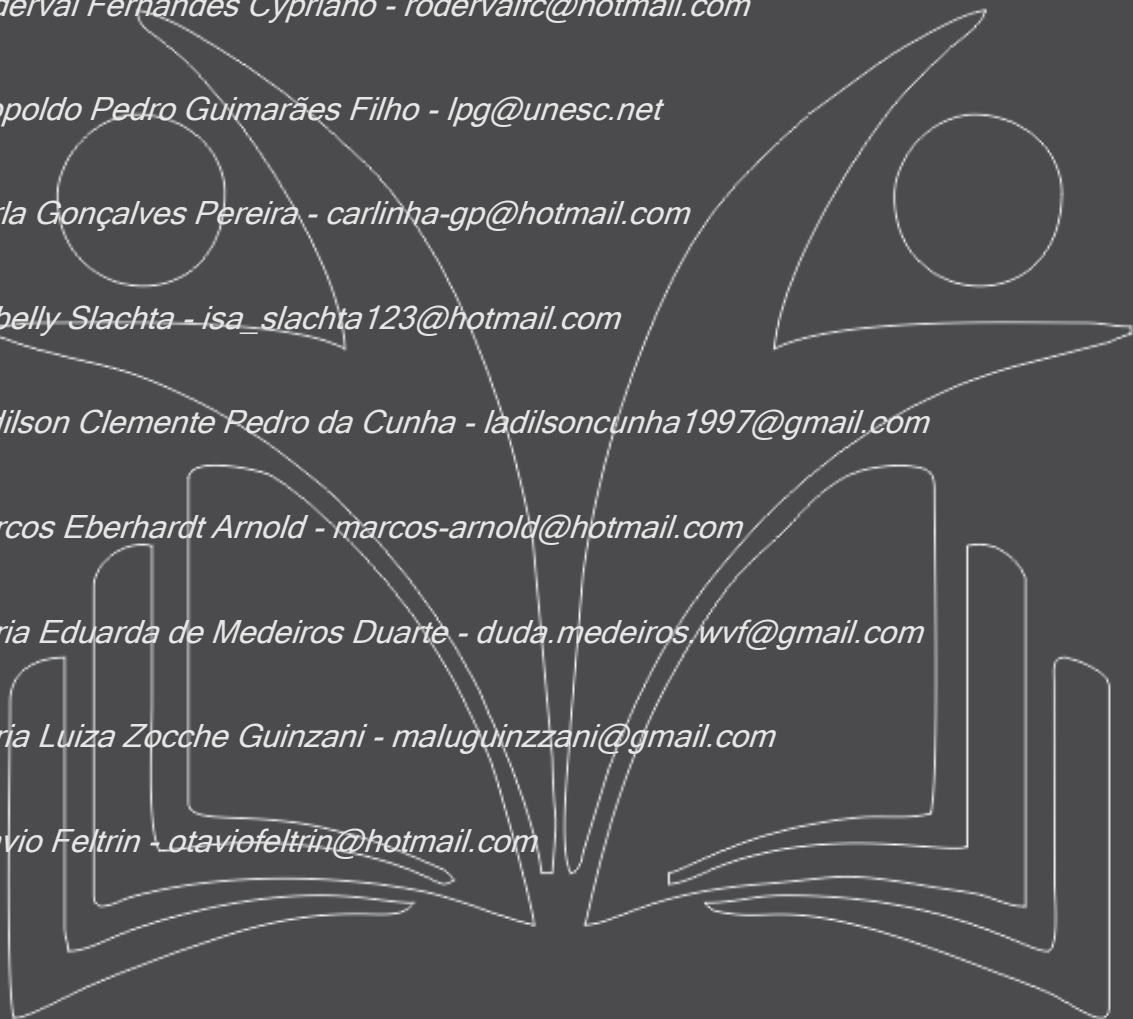 derval Fernandes Cypriano - rodervalfc@hotmail.com
opoldo Pedro Guimarães Filho - lpg@unesc.net
rla Gonçalves Pereira - carlinha-gp@hotmail.com
belly Slachta - isa_slachta123@hotmail.com
dilson Clemente Pedro da Cunha - ladilsoncunha1997@gmail.com
rcos Eberhardt Arnold - marcos-arnold@hotmail.com
ria Eduarda de Medeiros Duarte - duda.medeiros.wvf@gmail.com
ria Luiza Zocche Guinzani - maluguinzzani@gmail.com
vio Feltrin - otaviofeltrin@hotmail.com